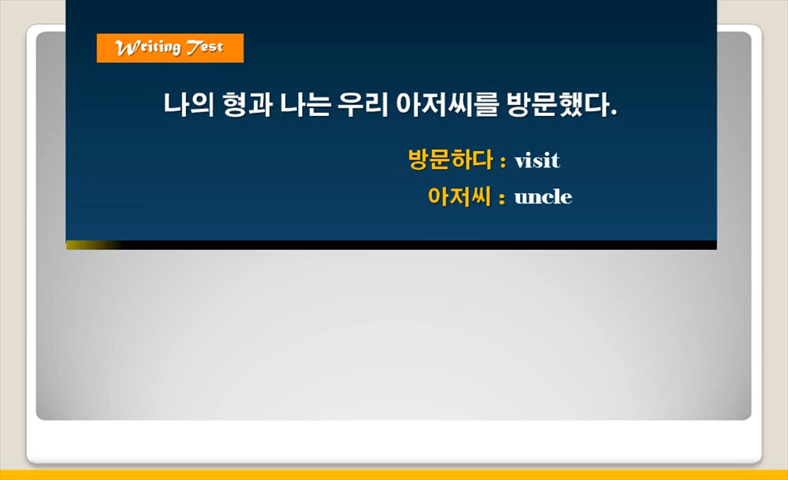 Writing Test
나의 형과 나는 우리 아저씨를 방문했다.
방문하다 : visit
아저씨 : uncle